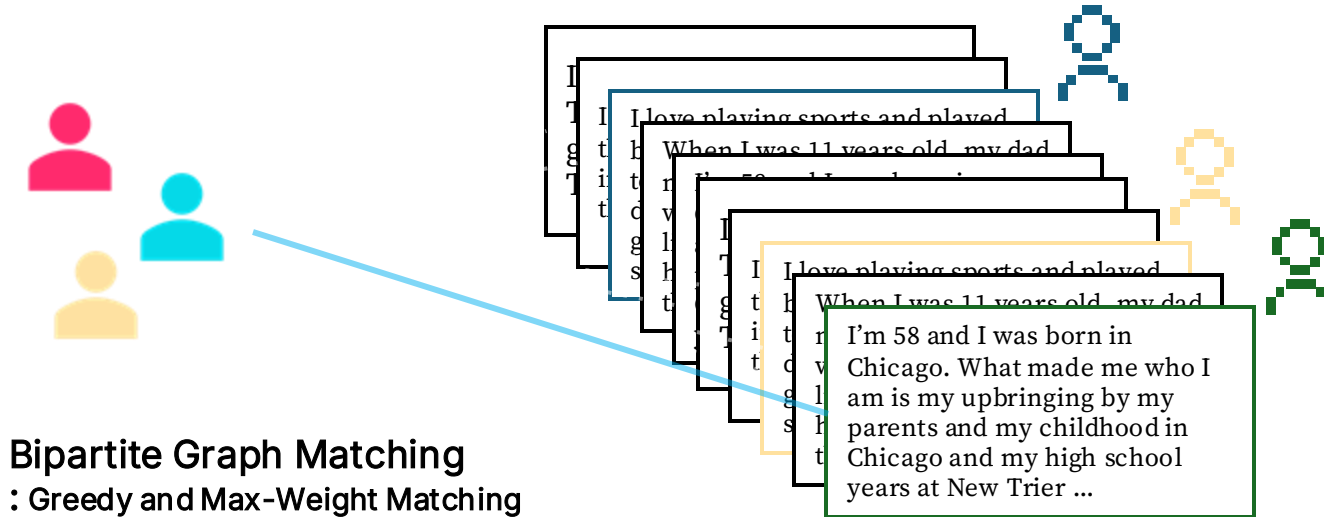 I love playing sports and played
When I was 11 years old, my dad
I love playing sports and played
When I was 11 years old, my dad
I'm 58 and I was born in
Chicago. What made me who I
am is my upbringing by my
parents and my childhood in
Chicago and my high school
years at New Trier ...
Bipartite Graph Matching
: Greedy and Max-Weight Matching